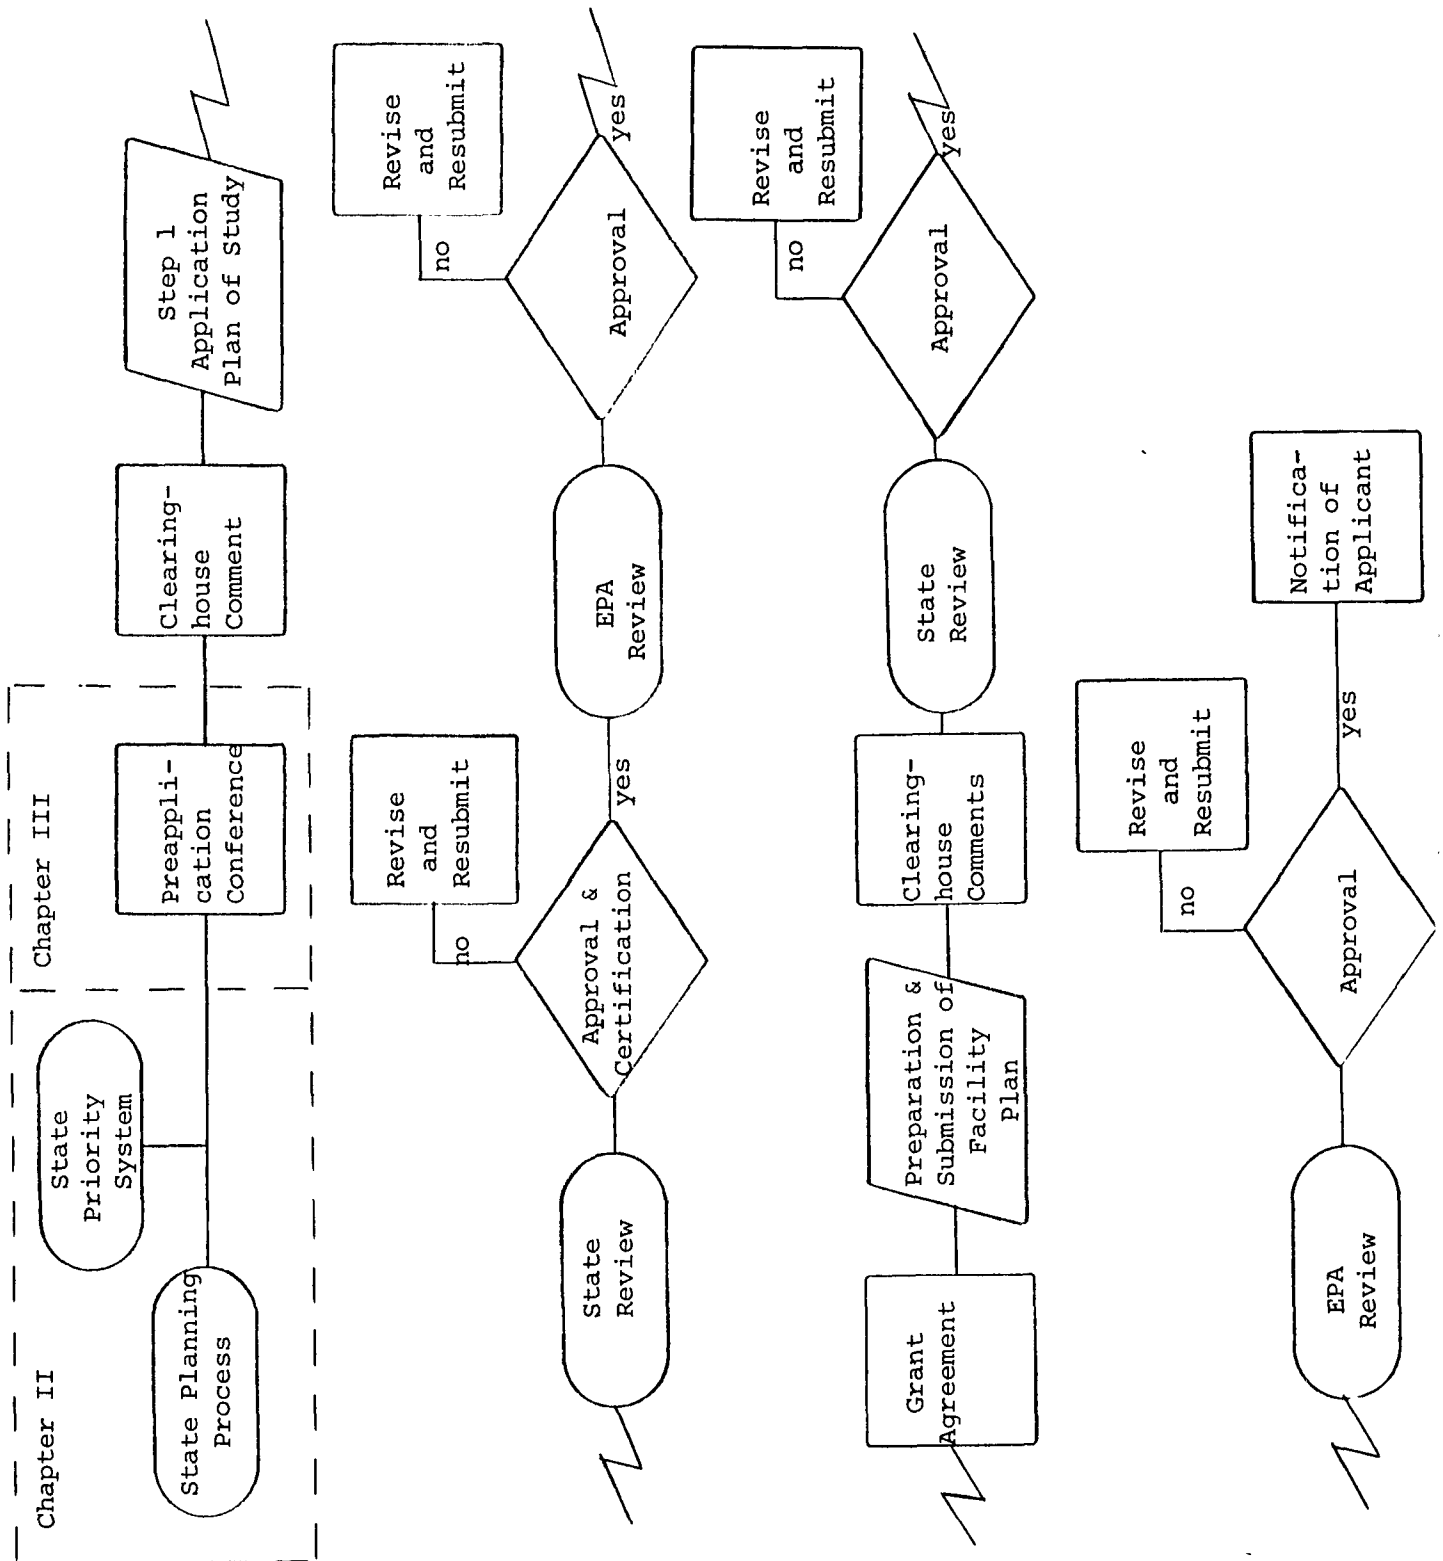 Chapter II
Chapter III
State Planning
Process
State
Priority
System
Preappli-
cation
Conference
Clearing-
house
Comment
Step 1
Application
Plan of Study
State
Review
Approval &
Certification
no
Revise
and
Resubmit
yes
EPA
Review
Approval
no
Revise
and
Resubmit
yes
Grant
Agreement
Preparation &
Submission of
Facility
Plan
Clearing-
house
Comments
State
Review
Approval
no
Revise
and
Resubmit
yes
EPA
Review
Approval
no
Revise
and
Resubmit
yes
Notifica-
tion of
Applicant